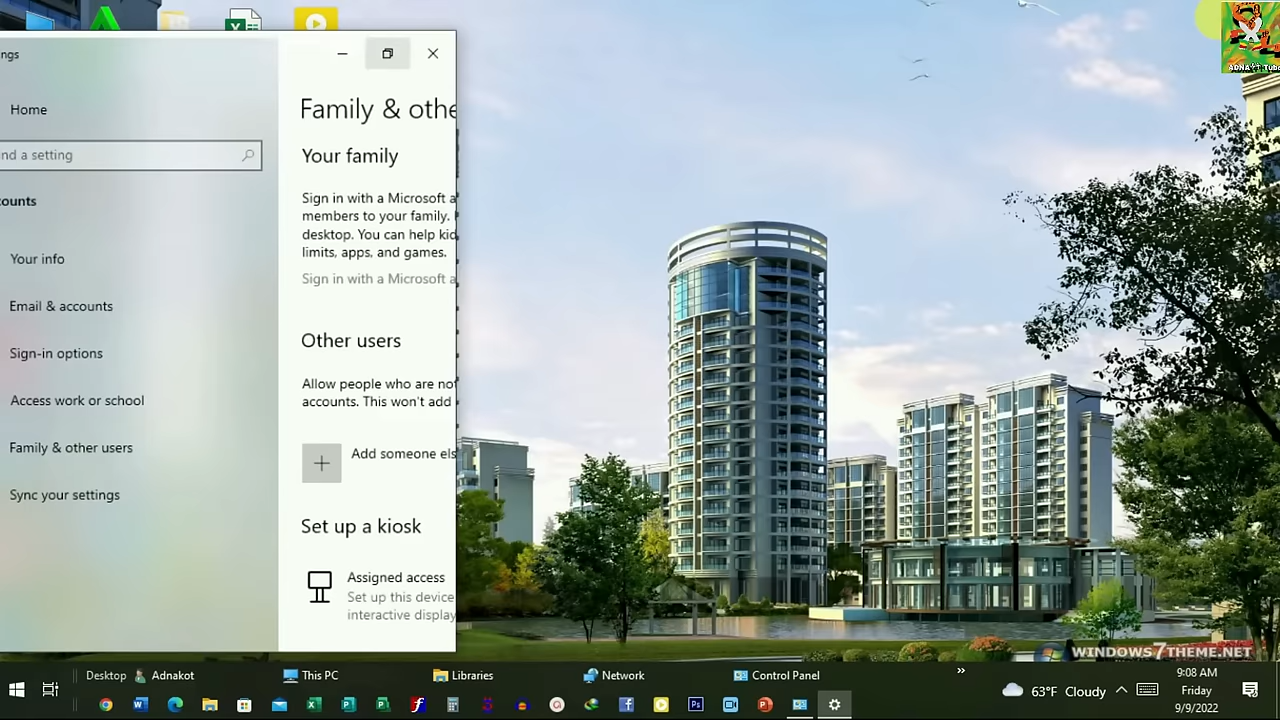 ngs
Home
nd a setting
counts
Your info
Email & accounts
Sign-in options
Access work or school
Family & other users
Sync your settings
Family & othe
Your family
Sign in with a Microsoft a
members to your family.
desktop. You can help kid
limits, apps, and games.
Sign in with a Microsoft a
Other users
Allow people who are not
accounts. This won't add
Add someone els
Set up a kiosk
Assigned access
Set up this device
interactive display
WINDOWS7THEME.NET
Desktop
Adnakot
This PC
Libraries
Network
Control Panel
»
63°F Cloudy
9:08 AM
Friday
9/9/2022